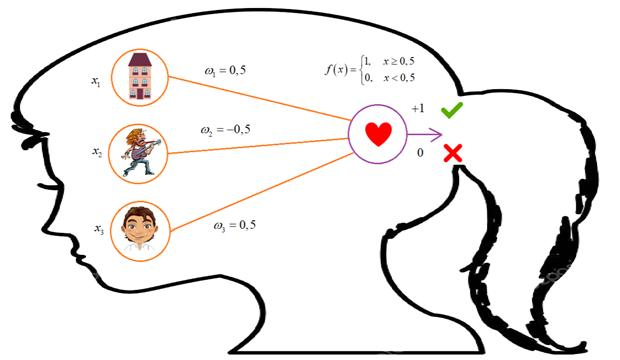 x₁
ω₁ = 0,5
f(x) = {1, x ≥ 0,5
0, x < 0,5
+1
x₂
ω₂ = −0,5
0
x₃
ω₃ = 0,5